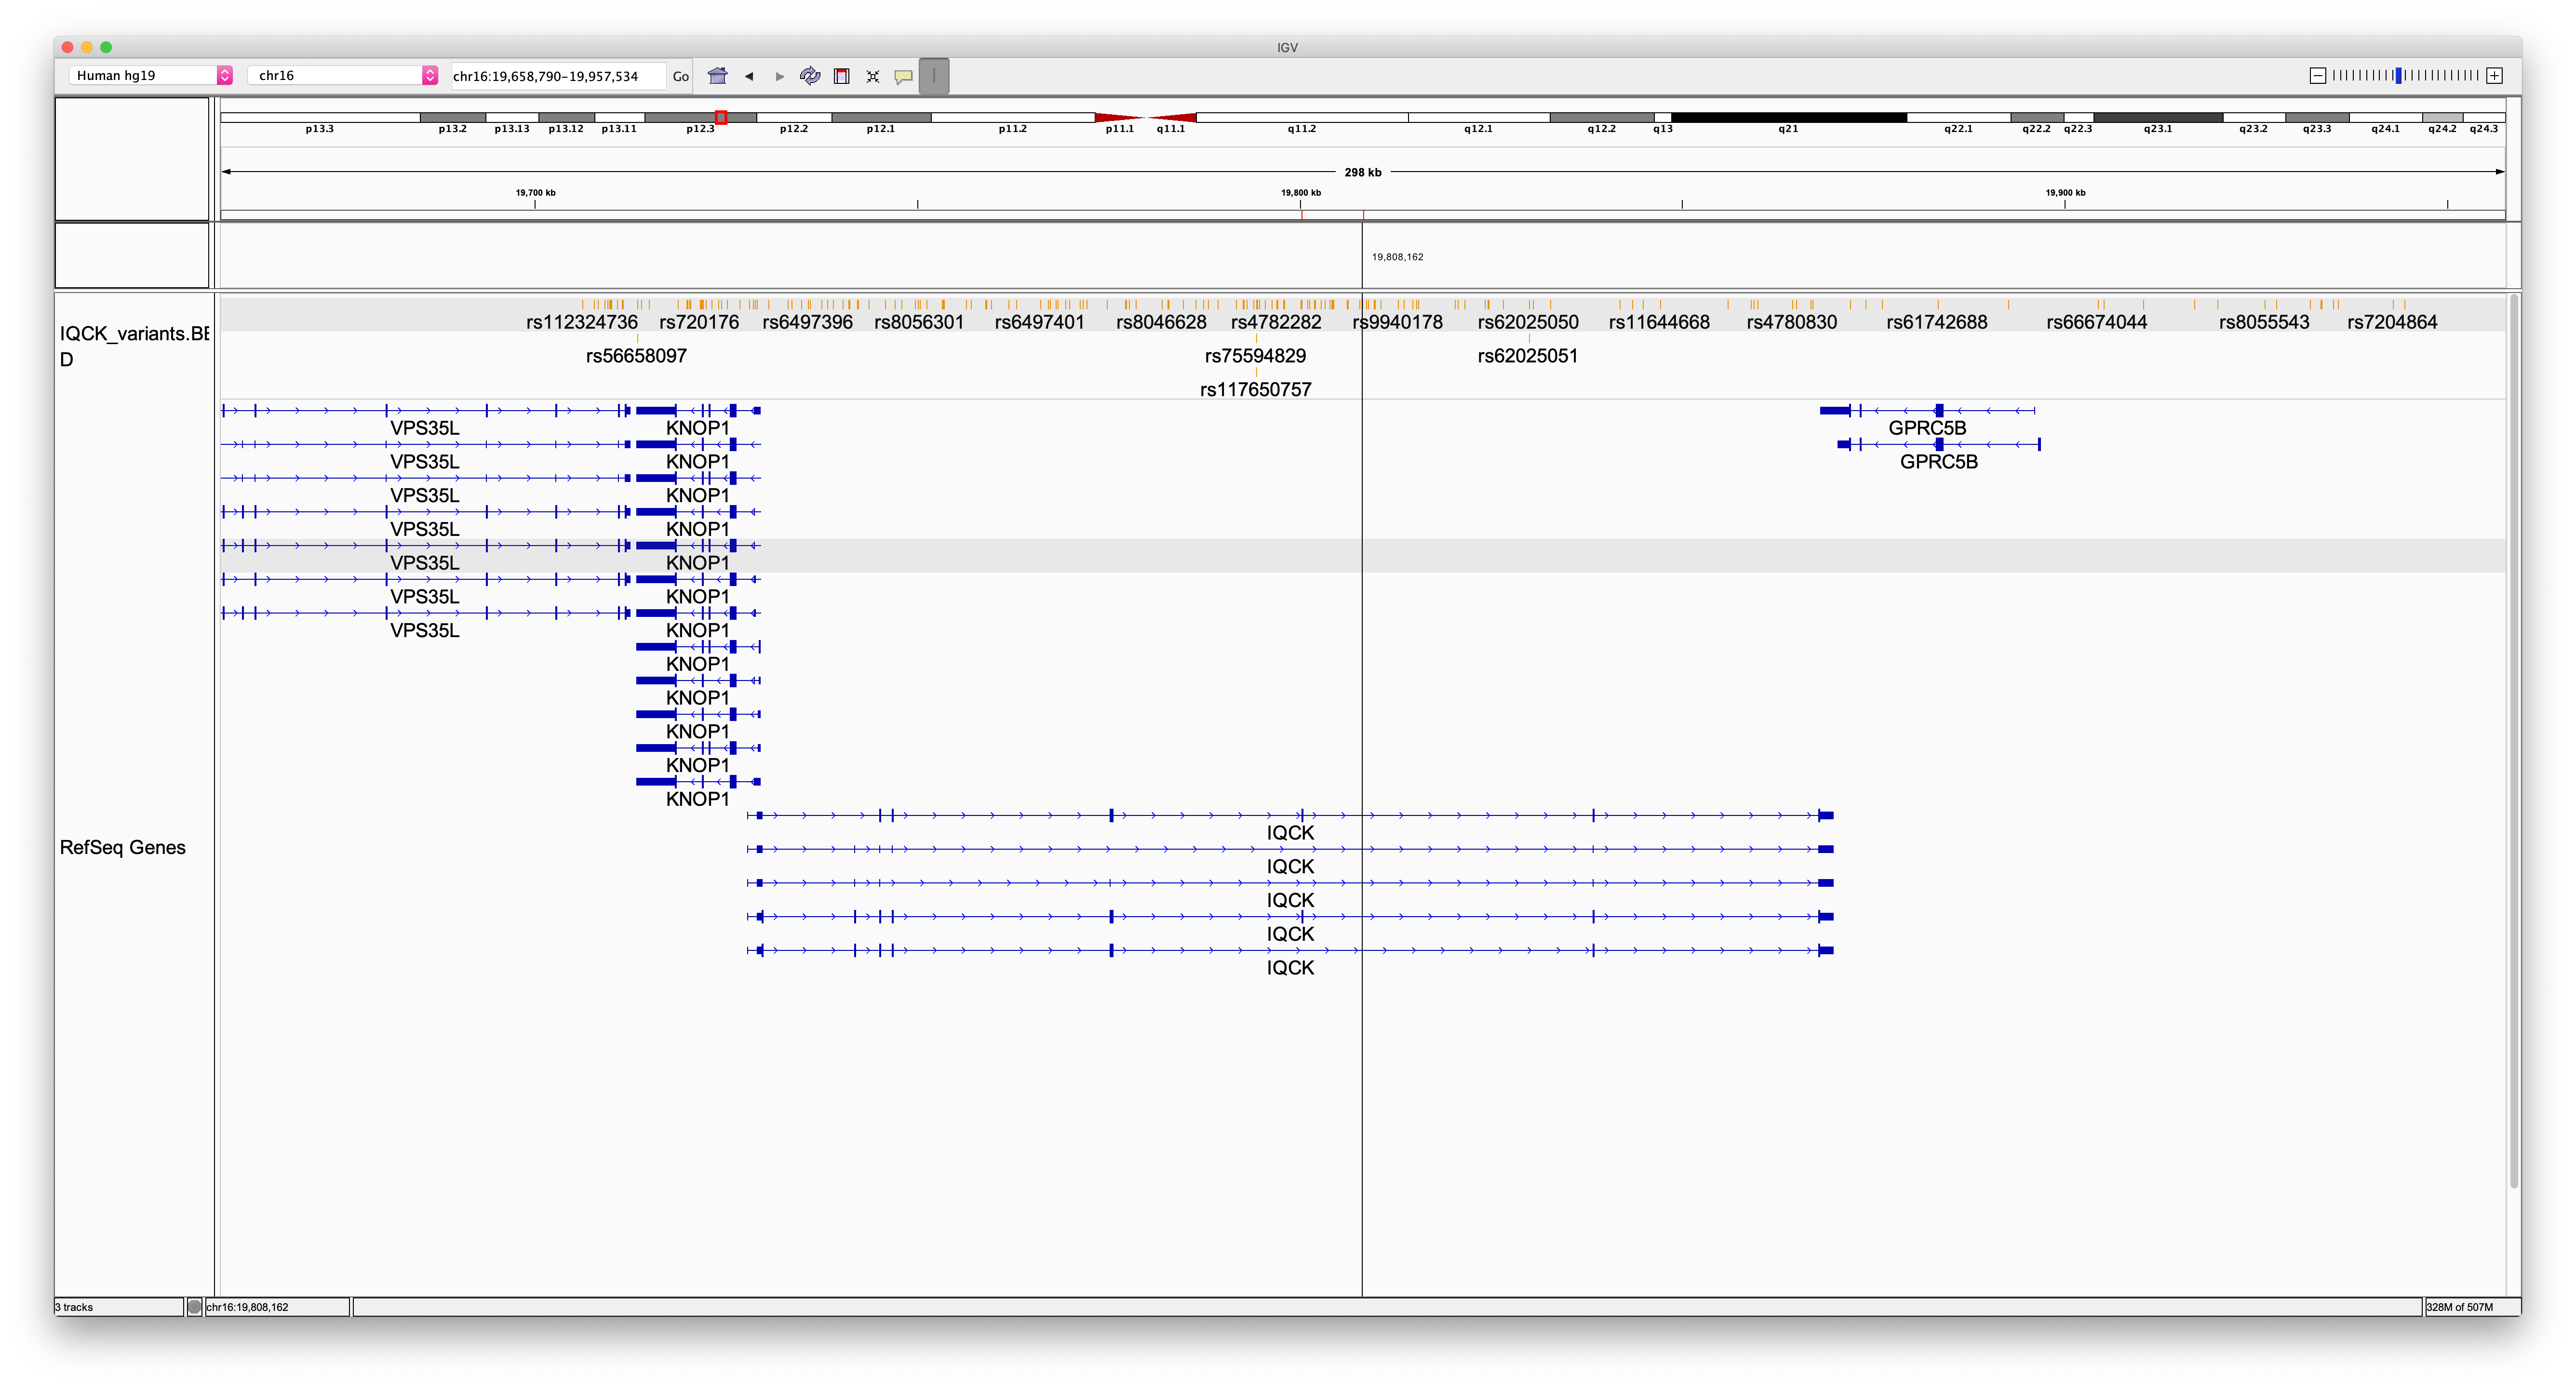 IGV
Human hg19 chr16 chr16:19,658,790-19,957,534 Go
p13.3 p13.2 p13.13 p13.12 p13.11 p12.3 p12.2 p12.1 p11.2 p11.1 q11.1 q11.2 q12.1 q12.2 q13 q21 q22.1 q22.2 q22.3 q23.1 q23.2 q23.3 q24.1 q24.2 q24.3
298 kb
19,700 kb 19,800 kb 19,900 kb
19,808,162
IQCK_variants.BE
D
rs112324736 rs720176 rs6497396 rs8056301 rs6497401 rs8046628 rs4782282 rs9940178 rs62025050 rs11644668 rs4780830 rs61742688 rs66674044 rs8055543 rs7204864
rs56658097 rs75594829 rs62025051
rs117650757
VPS35L KNOP1 GPRC5B
VPS35L KNOP1 GPRC5B
VPS35L KNOP1
VPS35L KNOP1
VPS35L KNOP1
VPS35L KNOP1
VPS35L KNOP1
KNOP1
KNOP1
KNOP1
KNOP1
KNOP1
IQCK
RefSeq Genes
IQCK
IQCK
IQCK
IQCK
3 tracks chr16:19,808,162 328M of 507M